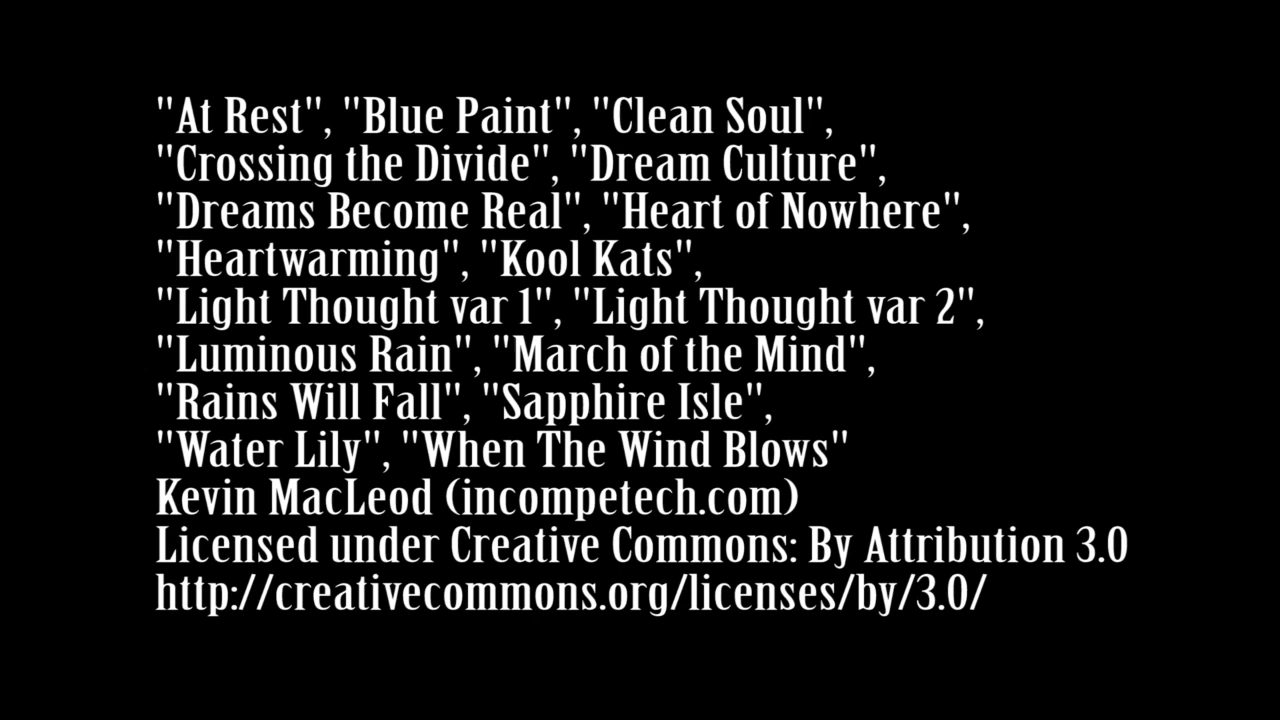 "At Rest", "Blue Paint", "Clean Soul",
"Crossing the Divide", "Dream Culture",
"Dreams Become Real", "Heart of Nowhere",
"Heartwarming", "Kool Kats",
"Light Thought var 1", "Light Thought var 2",
"Luminous Rain", "March of the Mind",
"Rains Will Fall", "Sapphire Isle",
"Water Lily", "When The Wind Blows"
Kevin MacLeod (incompetech.com)
Licensed under Creative Commons: By Attribution 3.0
http://creativecommons.org/licenses/by/3.0/